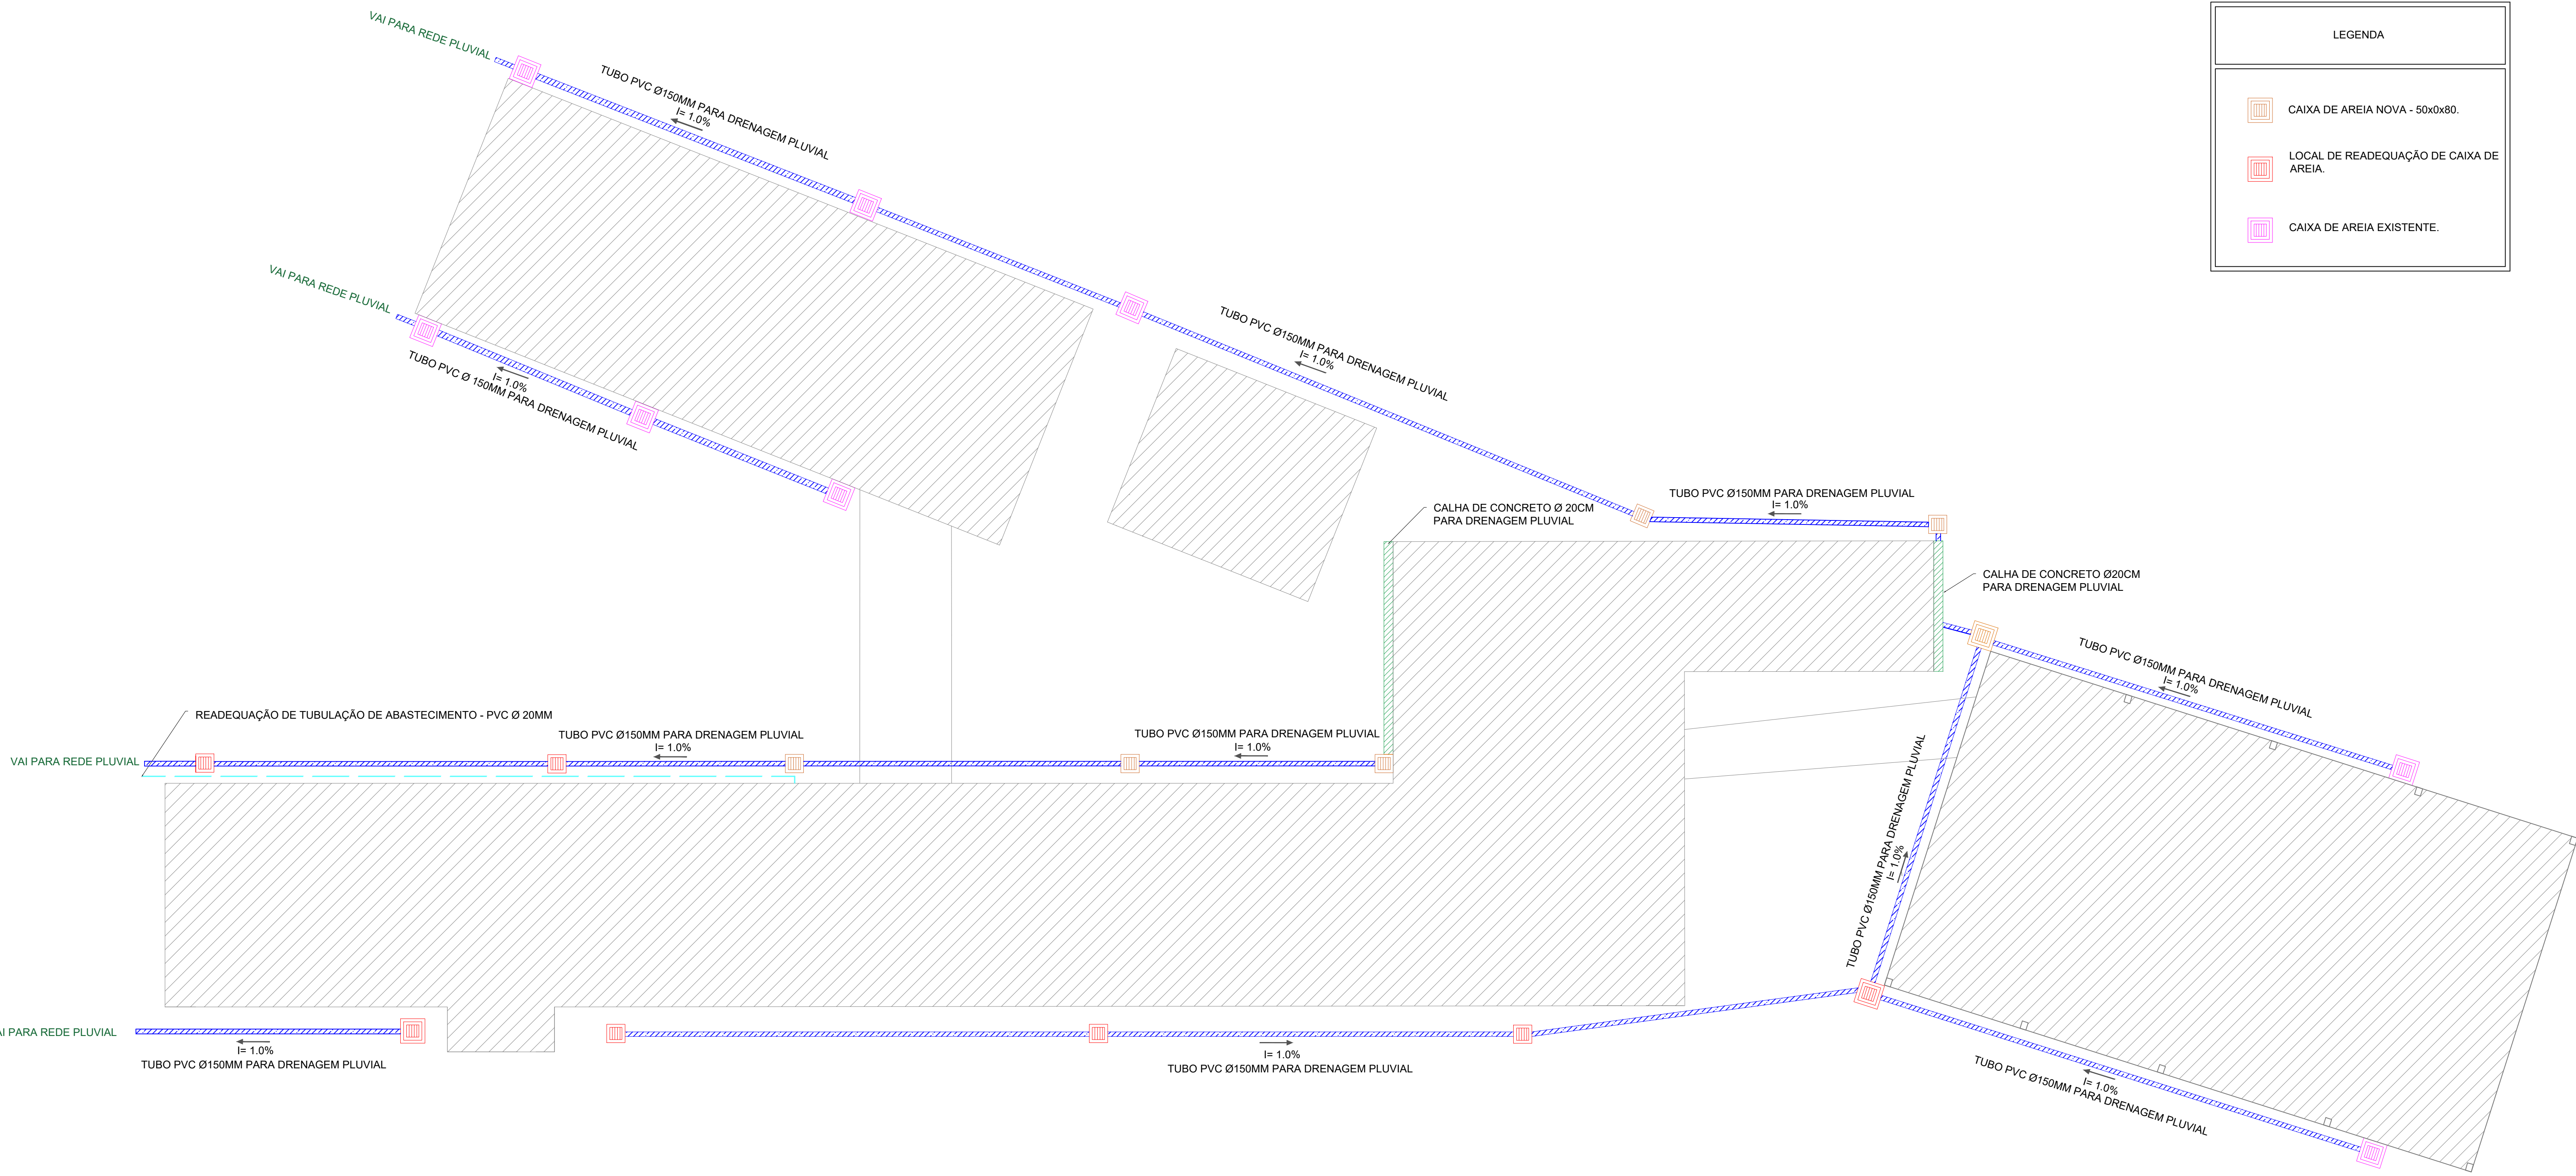 VAI PARA REDE PLUVIAL
TUBO PVC Ø150MM PARA DRENAGEM PLUVIAL
I= 1.0%
LEGENDA
CAIXA DE AREIA NOVA - 50x0x80.
LOCAL DE READEQUAÇÃO DE CAIXA DE
AREIA.
CAIXA DE AREIA EXISTENTE.
VAI PARA REDE PLUVIAL
I= 1.0%
TUBO PVC Ø 150MM PARA DRENAGEM PLUVIAL
TUBO PVC Ø150MM PARA DRENAGEM PLUVIAL
I= 1.0%
TUBO PVC Ø150MM PARA DRENAGEM PLUVIAL
I= 1.0%
CALHA DE CONCRETO Ø 20CM
PARA DRENAGEM PLUVIAL
CALHA DE CONCRETO Ø20CM
PARA DRENAGEM PLUVIAL
TUBO PVC Ø150MM PARA DRENAGEM PLUVIAL
I= 1.0%
READEQUAÇÃO DE TUBULAÇÃO DE ABASTECIMENTO - PVC Ø 20MM
TUBO PVC Ø150MM PARA DRENAGEM PLUVIAL
I= 1.0%
TUBO PVC Ø150MM PARA DRENAGEM PLUVIAL
I= 1.0%
VAI PARA REDE PLUVIAL
TUBO PVC Ø150MM PARA DRENAGEM PLUVIAL
I= 1.0%
AI PARA REDE PLUVIAL
I= 1.0%
TUBO PVC Ø150MM PARA DRENAGEM PLUVIAL
I= 1.0%
TUBO PVC Ø150MM PARA DRENAGEM PLUVIAL
I= 1.0%
TUBO PVC Ø150MM PARA DRENAGEM PLUVIAL